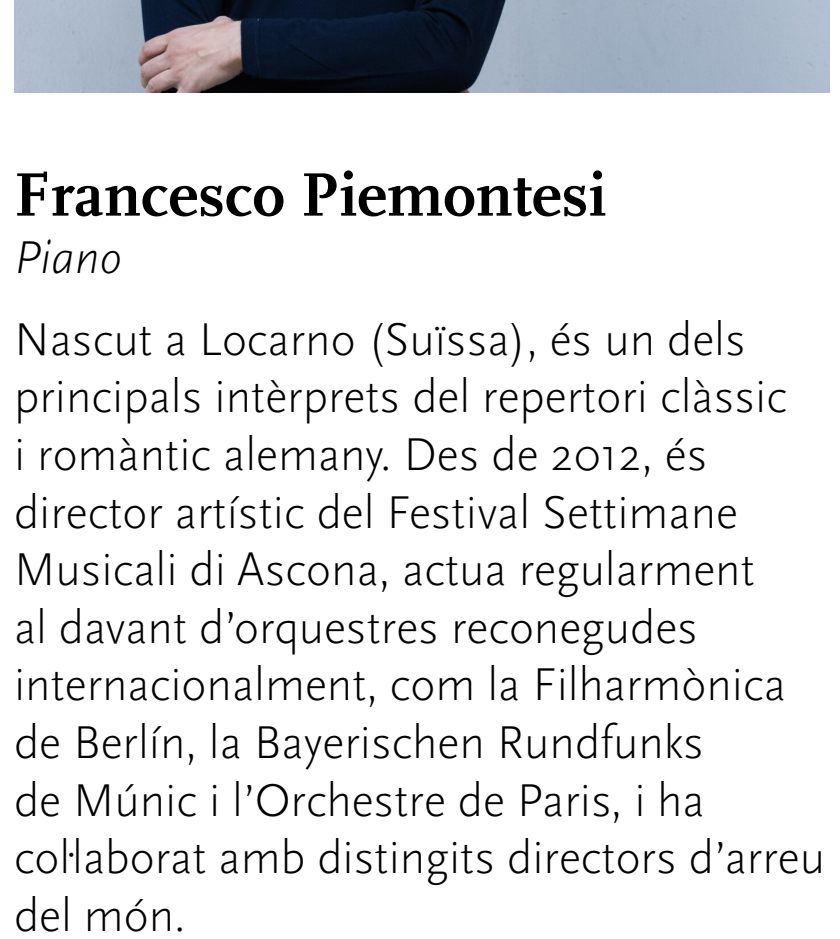 Francesco Piemontesi
Piano
Nascut a Locarno (Suïssa), és un dels
principals intèrprets del repertori clàssic
i romàntic alemany. Des de 2012, és
director artístic del Festival Settimane
Musicali di Ascona, actua regularment
al davant d’orquestres reconegudes
internacionalment, com la Filharmònica
de Berlín, la Bayerischen Rundfunks
de Múnic i l’Orchestre de Paris, i ha
col·laborat amb distingits directors d’arreu
del món.